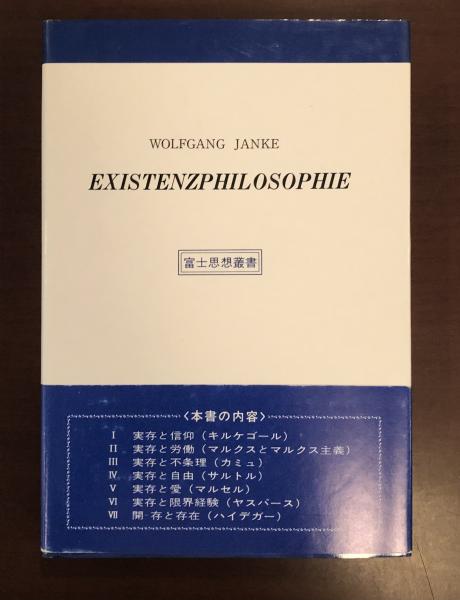 WOLFGANG JANKE
EXISTENZPHILOSOPHIE
富士思想叢書
〈本書の内容〉
I 実存と信仰（キルケゴール）
II 実存と労働（マルクスとマルクス主義）
III 実存と不条理（カミュ）
IV 実存と自由（サルトル）
V 実存と愛（マルセル）
VI 実存と限界経験（ヤスパース）
VII 開-存と存在（ハイデガー）